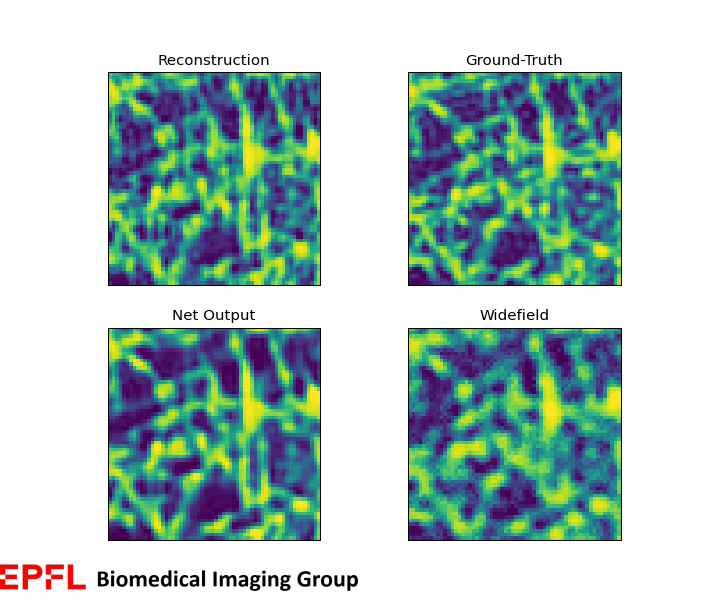 Reconstruction
Ground-Truth
Net Output
Widefield
EPFL Biomedical Imaging Group